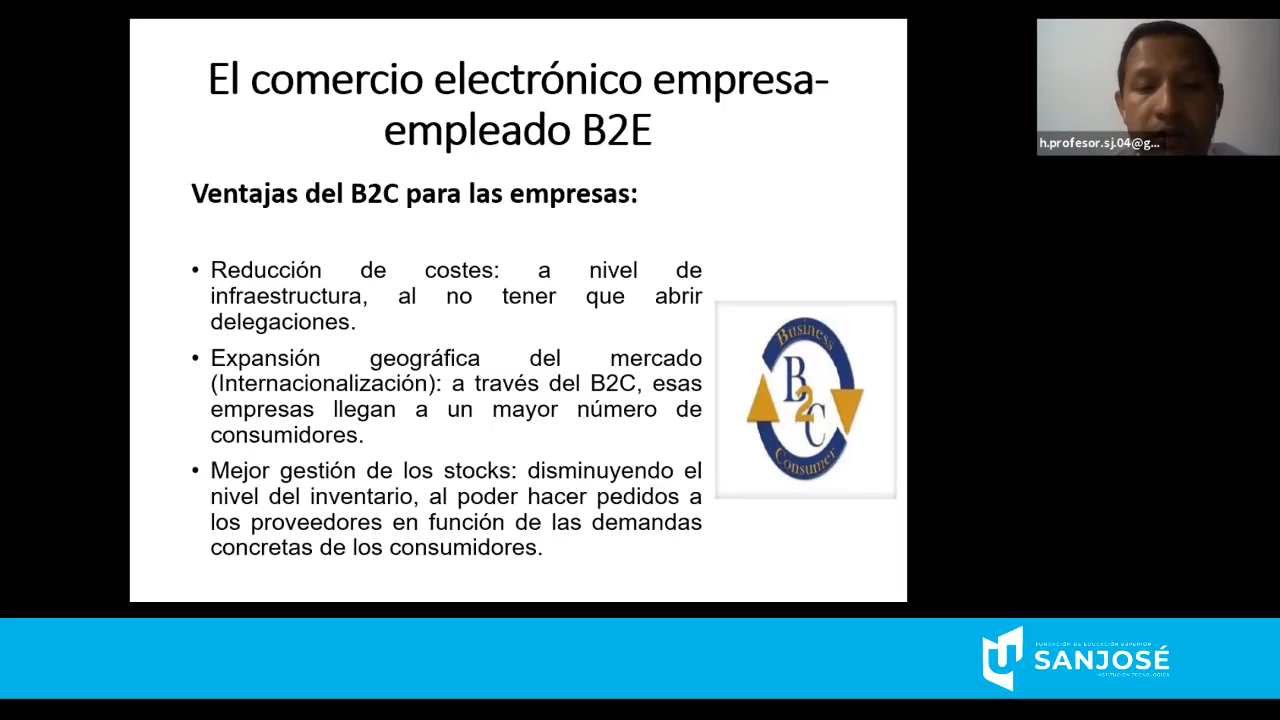 El comercio electrónico empresa-
empleado B2E
Ventajas del B2C para las empresas:
• Reducción de costes: a nivel de
infraestructura, al no tener que abrir
delegaciones.
• Expansión geográfica del mercado
(Internacionalización): a través del B2C, esas
empresas llegan a un mayor número de
consumidores.
• Mejor gestión de los stocks: disminuyendo el
nivel del inventario, al poder hacer pedidos a
los proveedores en función de las demandas
concretas de los consumidores.
Business
B2C
Consumer
h.profesor.sj.04@g...
FUNDACIÓN DE EDUCACIÓN SUPERIOR
SANJOSÉ
INSTITUCIÓN TECNOLÓGICA